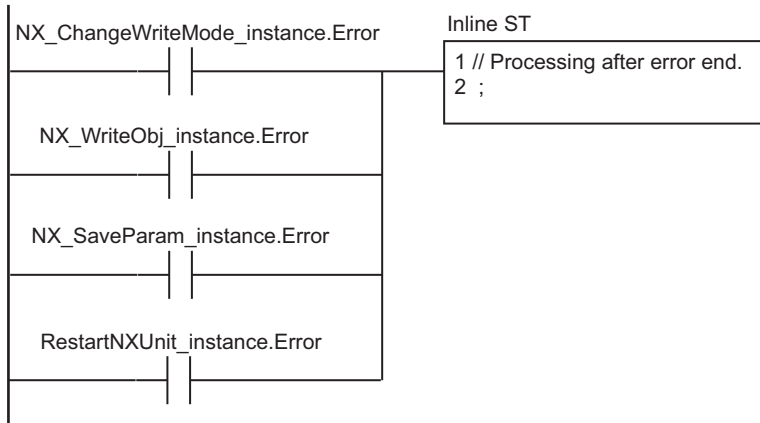 Inline ST
NX_ChangeWriteMode_instance.Error
1 // Processing after error end.
2 ;
NX_WriteObj_instance.Error
NX_SaveParam_instance.Error
RestartNXUnit_instance.Error